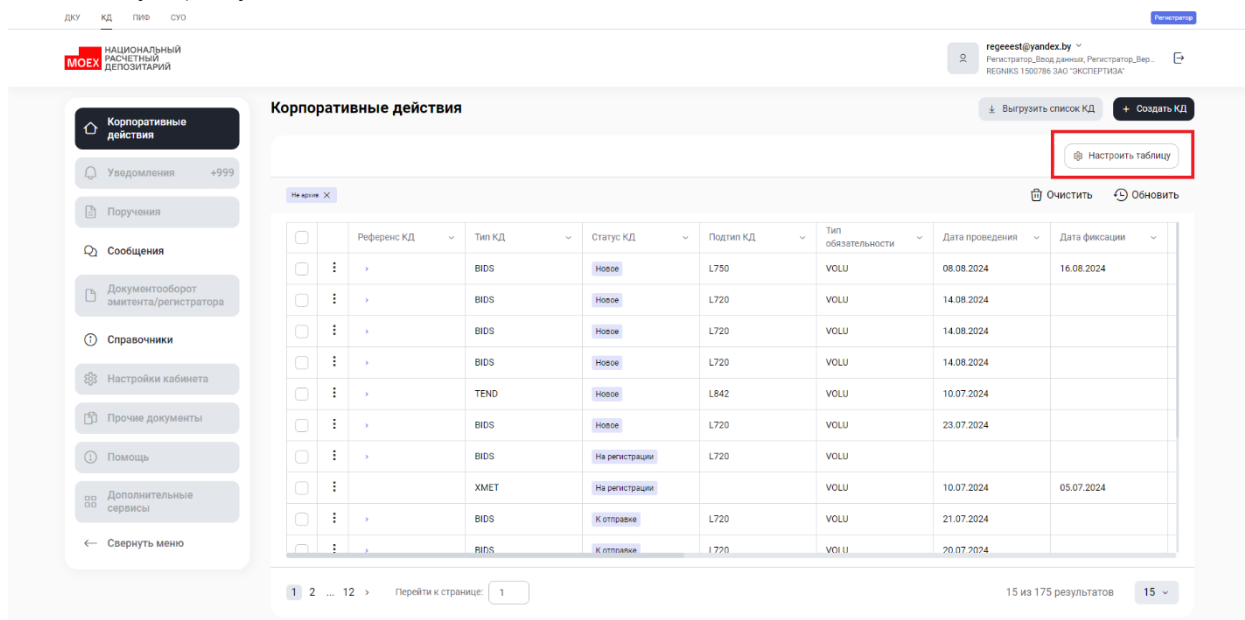 ДКУ КД ПИФ СУО
Регистратор
MOEX НАЦИОНАЛЬНЫЙ
РАСЧЕТНЫЙ
ДЕПОЗИТАРИЙ
regeeest@yandex.by
Регистратор_Ввод данных, Регистратор_Вер...
REGNIKS 1500786 ЗАО "ЭКСПЕРТИЗА"
Корпоративные действия
Выгрузить список КД
+ Создать КД
Настроить таблицу
Не архив
Очистить Обновить
Корпоративные
действия
Уведомления +999
Поручения
Сообщения
Документооборот
эмитента/регистратора
Справочники
Настройки кабинета
Прочие документы
Помощь
Дополнительные
сервисы
Свернуть меню
Референс КД Тип КД Статус КД Подтип КД Тип обязательности Дата проведения Дата фиксации
BIDS Новое L750 VOLU 08.08.2024 16.08.2024
BIDS Новое L720 VOLU 14.08.2024
BIDS Новое L720 VOLU 14.08.2024
BIDS Новое L720 VOLU 14.08.2024
TEND Новое L842 VOLU 10.07.2024
BIDS Новое L720 VOLU 23.07.2024
BIDS На регистрации L720 VOLU
XMET На регистрации VOLU 10.07.2024 05.07.2024
BIDS К отправке L720 VOLU 21.07.2024
BIDS К отправке L720 VOLU 20.07.2024
1 2 ... 12 > Перейти к странице: 1
15 из 175 результатов 15